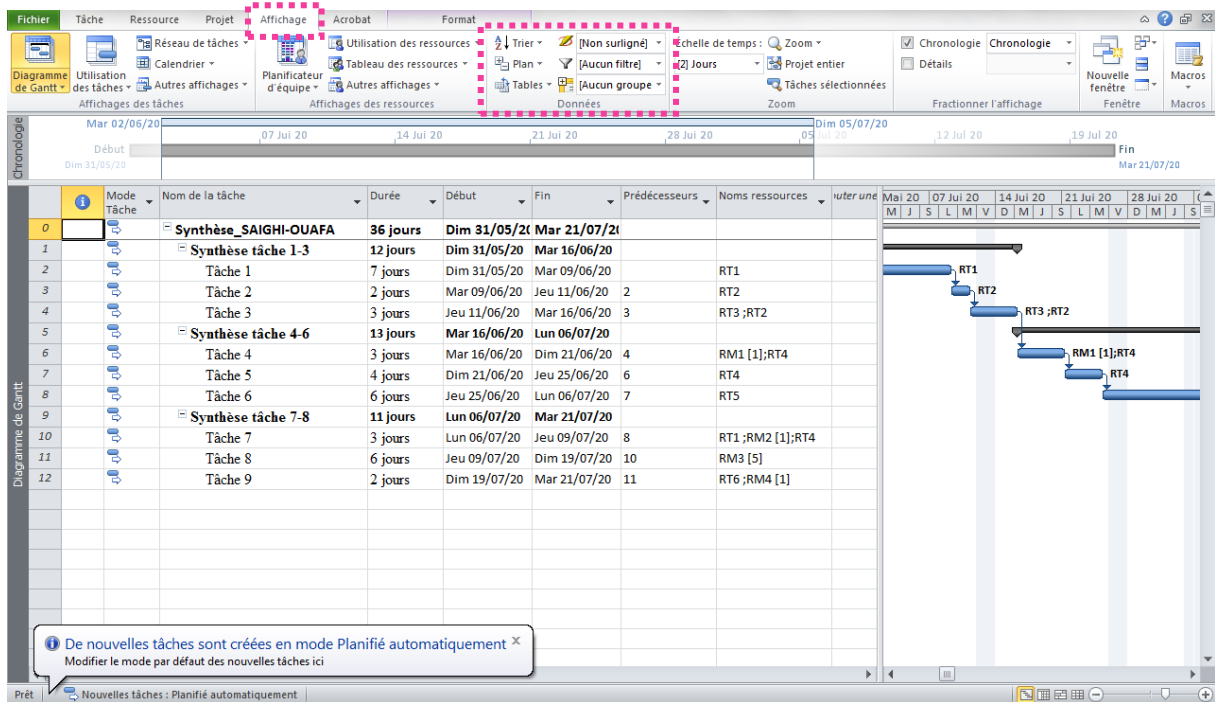 Fichier Tâche Ressource Projet Affichage Acrobat Format
Diagramme de Gantt
Utilisation des tâches
Réseau de tâches
Calendrier
Autres affichages
Affichages des tâches
Planificateur d'équipe
Utilisation des ressources
Tableau des ressources
Autres affichages
Affichages des ressources
Trier [Non surligné]
Plan [Aucun filtre]
Tables [Aucun groupe]
Données
Échelle de temps : Zoom
[2] Jours Projet entier
Tâches sélectionnées
Zoom
Chronologie Chronologie
Détails
Fractionner l'affichage
Nouvelle fenêtre
Fenêtre
Macros
Macros
Chronologie
Mar 02/06/20 Dim 05/07/20
07 Jui 20 14 Jui 20 21 Jui 20 28 Jui 20 05 Jul 20 12 Jul 20 19 Jul 20
Début Fin
Dim 31/05/20 Mar 21/07/20
Diagramme de Gantt
Mode Tâche Nom de la tâche Durée Début Fin Prédécesseurs Noms ressources outer une
0 Synthèse_SAIGHI-OUAFA 36 jours Dim 31/05/20 Mar 21/07/20
1 Synthèse tâche 1-3 12 jours Dim 31/05/20 Mar 16/06/20
2 Tâche 1 7 jours Dim 31/05/20 Mar 09/06/20 RT1
3 Tâche 2 2 jours Mar 09/06/20 Jeu 11/06/20 2 RT2
4 Tâche 3 3 jours Jeu 11/06/20 Mar 16/06/20 3 RT3 ;RT2
5 Synthèse tâche 4-6 13 jours Mar 16/06/20 Lun 06/07/20
6 Tâche 4 3 jours Mar 16/06/20 Dim 21/06/20 4 RM1 [1];RT4
7 Tâche 5 4 jours Dim 21/06/20 Jeu 25/06/20 6 RT4
8 Tâche 6 6 jours Jeu 25/06/20 Lun 06/07/20 7 RT5
9 Synthèse tâche 7-8 11 jours Lun 06/07/20 Mar 21/07/20
10 Tâche 7 3 jours Lun 06/07/20 Jeu 09/07/20 8 RT1 ;RM2 [1];RT4
11 Tâche 8 6 jours Jeu 09/07/20 Dim 19/07/20 10 RM3 [5]
12 Tâche 9 2 jours Dim 19/07/20 Mar 21/07/20 11 RT6 ;RM4 [1]
Mai 20 07 Jui 20 14 Jui 20 21 Jui 20 28 Jui 20
M J S L M V D M J S L M V D M J S
RT1
RT2
RT3 ;RT2
RM1 [1];RT4
RT4
De nouvelles tâches sont créées en mode Planifié automatiquement
Modifier le mode par défaut des nouvelles tâches ici
Prêt Nouvelles tâches : Planifié automatiquement